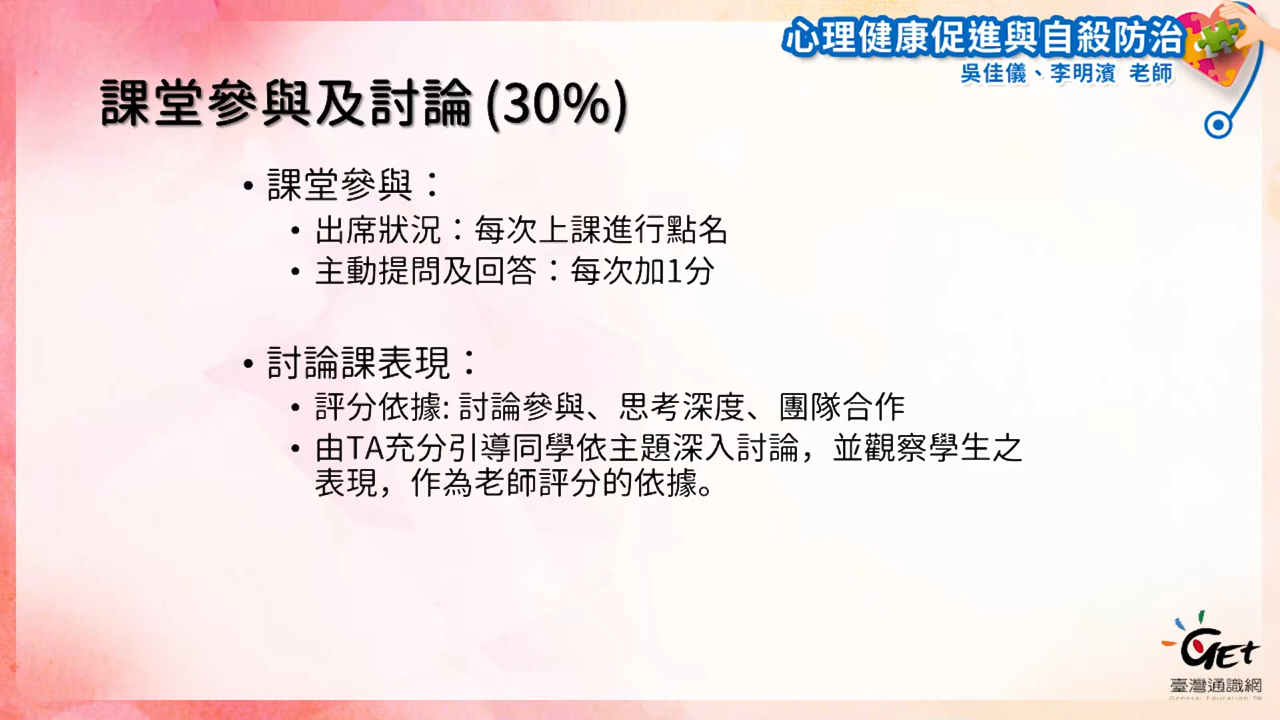 心理健康促進與自殺防治
吳佳儀、李明濱 老師
課堂參與及討論 (30%)
• 課堂參與：
• 出席狀況：每次上課進行點名
• 主動提問及回答：每次加1分
• 討論課表現：
• 評分依據: 討論參與、思考深度、團隊合作
• 由TA充分引導同學依主題深入討論，並觀察學生之
表現，作為老師評分的依據。
GEt
臺灣通識網
General Education TW